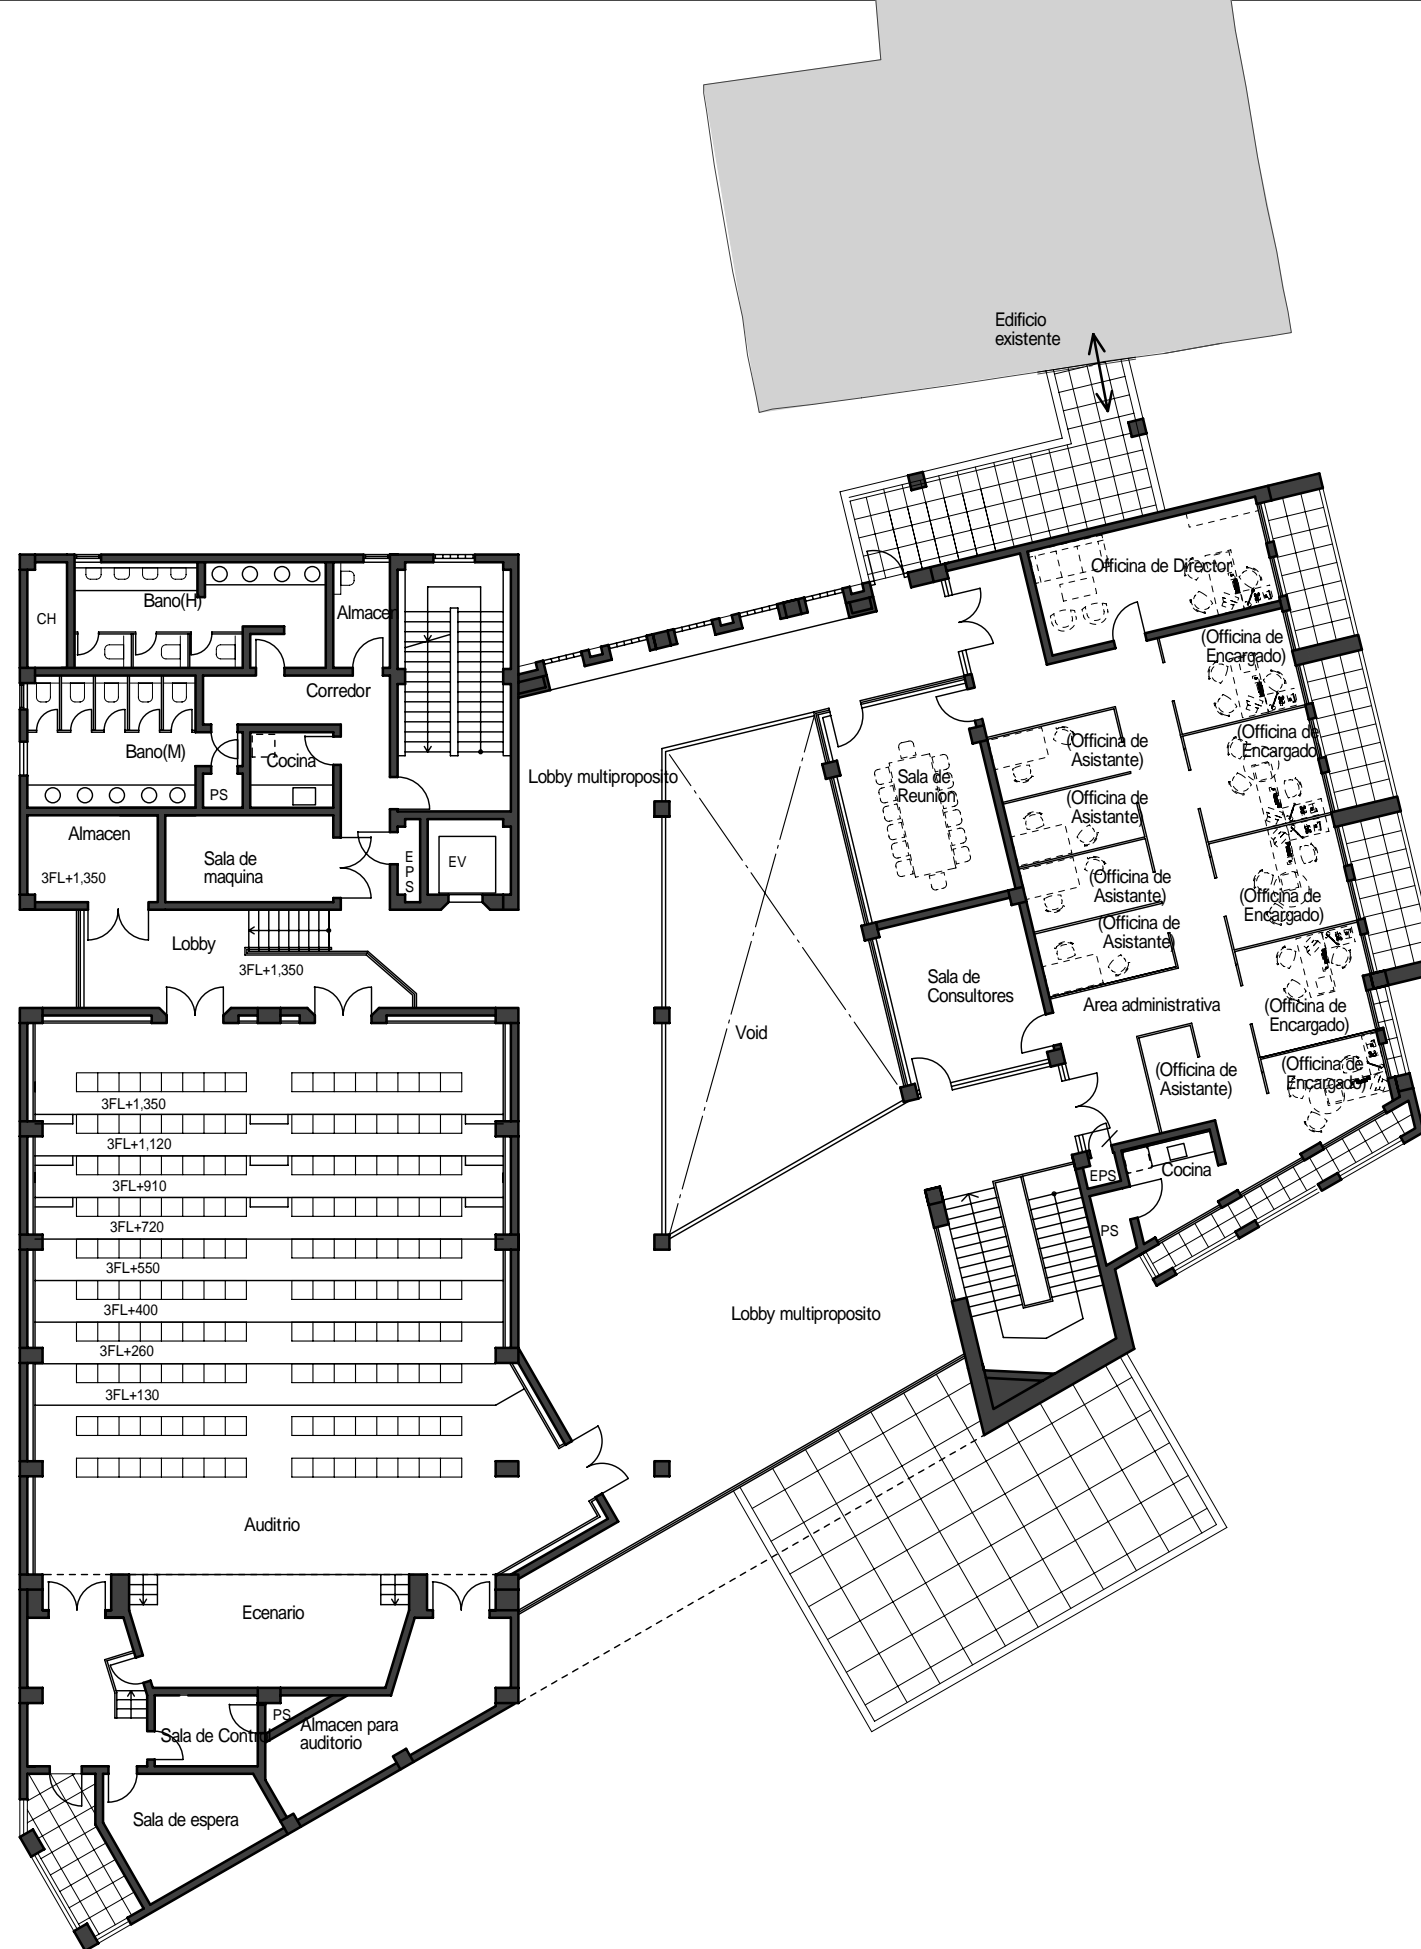 Edificio
existente
Officina de Director
CH
Bano(H)
Almacen
(Officina de
Encargado)
Corredor
Bano(M)
Cocina
PS
Lobby multiproposito
Sala de
Reunion
(Officina de
Asistante)
(Officina de
Encargado
(Officina de
Asistante)
Almacen
3FL+1,350
Sala de
maquina
E
P
S
EV
(Officina de
Asistante)
(Officina de
Encargado)
(Officina de
Asistante)
Lobby
3FL+1,350
Sala de
Consultores
Area administrativa
(Officina de
Encargado)
Void
(Officina de
Asistante)
(Officina de
Encargado)
3FL+1,350
3FL+1,120
3FL+910
3FL+720
3FL+550
3FL+400
3FL+260
3FL+130
EPS
Cocina
PS
Lobby multiproposito
Auditrio
Ecenario
PS
Sala de Control
Almacen para
auditorio
Sala de espera